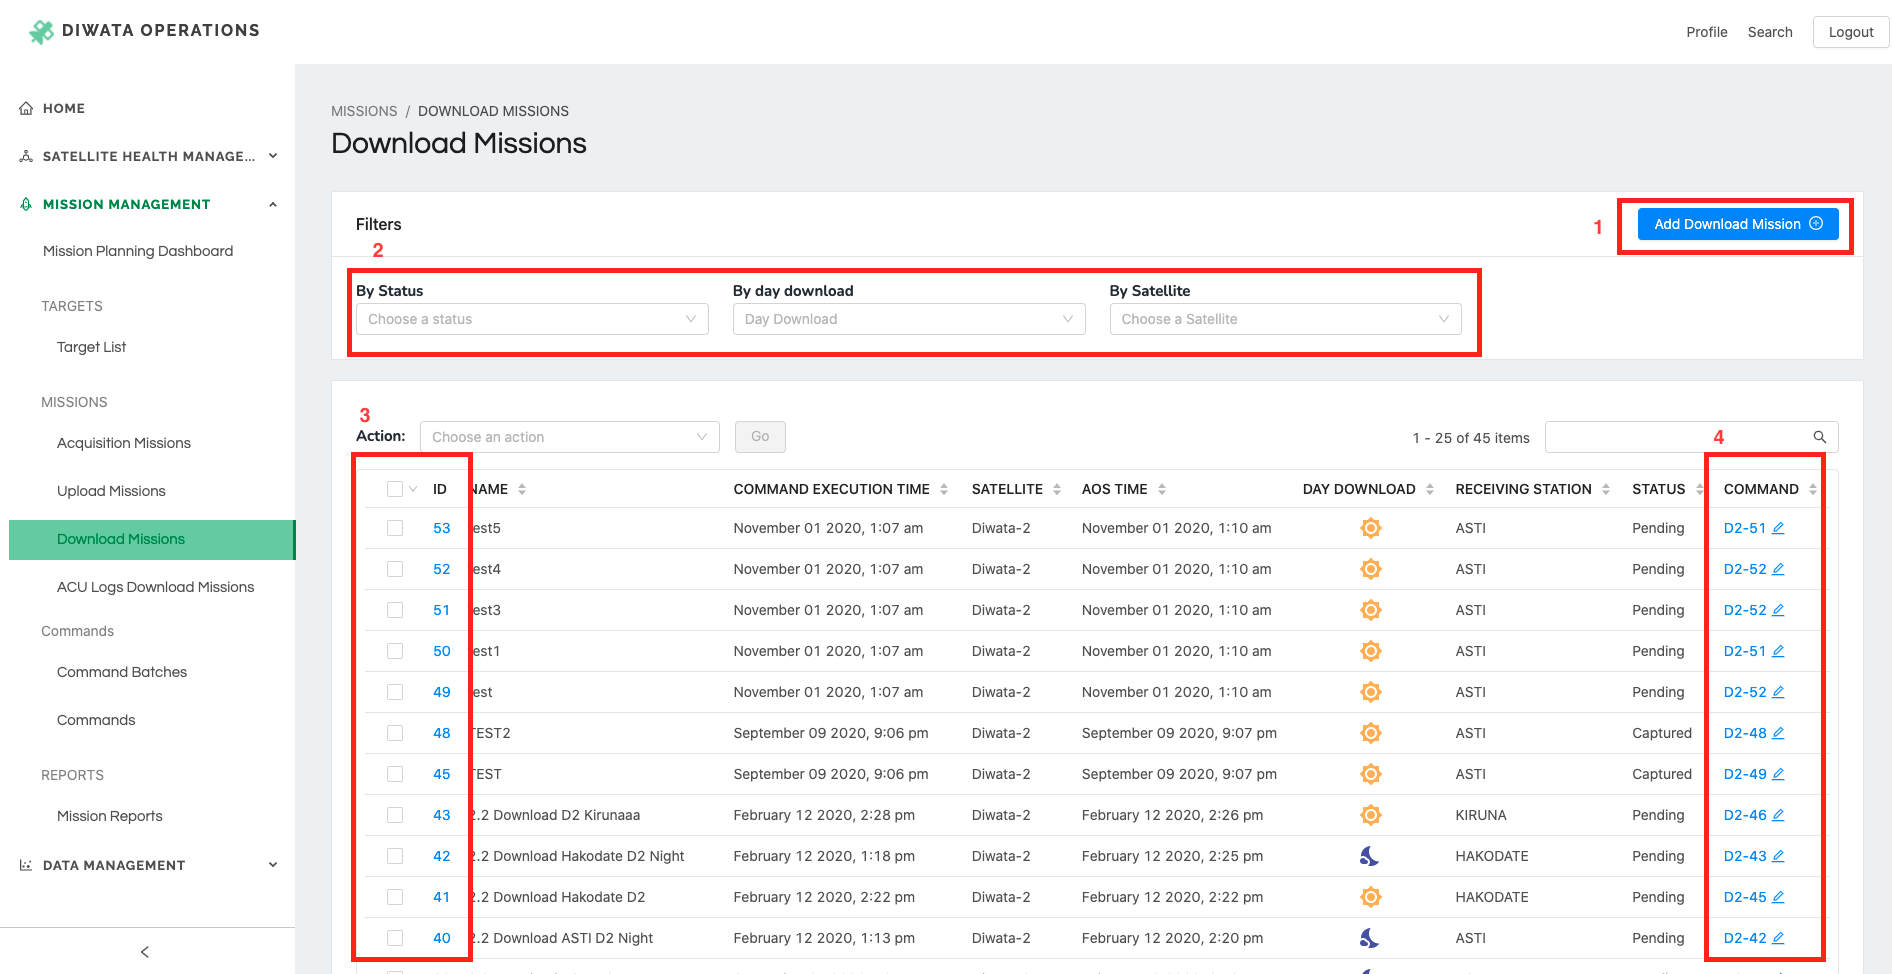 DIWATA OPERATIONS
Profile Search Logout
HOME
SATELLITE HEALTH MANAGE...
MISSION MANAGEMENT
Mission Planning Dashboard
TARGETS
Target List
MISSIONS
Acquisition Missions
Upload Missions
Download Missions
ACU Logs Download Missions
Commands
Command Batches
Commands
REPORTS
Mission Reports
DATA MANAGEMENT
MISSIONS / DOWNLOAD MISSIONS
Download Missions
Filters
1 Add Download Mission
2
By Status By day download By Satellite
Choose a status Day Download Choose a Satellite
3
Action: Choose an action Go 1 - 25 of 45 items 4
ID NAME COMMAND EXECUTION TIME SATELLITE AOS TIME DAY DOWNLOAD RECEIVING STATION STATUS COMMAND
53 est5 November 01 2020, 1:07 am Diwata-2 November 01 2020, 1:10 am ASTI Pending D2-51
52 est4 November 01 2020, 1:07 am Diwata-2 November 01 2020, 1:10 am ASTI Pending D2-52
51 est3 November 01 2020, 1:07 am Diwata-2 November 01 2020, 1:10 am ASTI Pending D2-52
50 est1 November 01 2020, 1:07 am Diwata-2 November 01 2020, 1:10 am ASTI Pending D2-51
49 est November 01 2020, 1:07 am Diwata-2 November 01 2020, 1:10 am ASTI Pending D2-52
48 TEST2 September 09 2020, 9:06 pm Diwata-2 September 09 2020, 9:07 pm ASTI Captured D2-48
45 TEST September 09 2020, 9:06 pm Diwata-2 September 09 2020, 9:07 pm ASTI Captured D2-49
43 2.2 Download D2 Kirunaaa February 12 2020, 2:28 pm Diwata-2 February 12 2020, 2:26 pm KIRUNA Pending D2-46
42 2.2 Download Hakodate D2 Night February 12 2020, 1:18 pm Diwata-2 February 12 2020, 2:25 pm HAKODATE Pending D2-43
41 2.2 Download Hakodate D2 February 12 2020, 2:22 pm Diwata-2 February 12 2020, 2:22 pm HAKODATE Pending D2-45
40 2.2 Download ASTI D2 Night February 12 2020, 1:13 pm Diwata-2 February 12 2020, 2:20 pm ASTI Pending D2-42